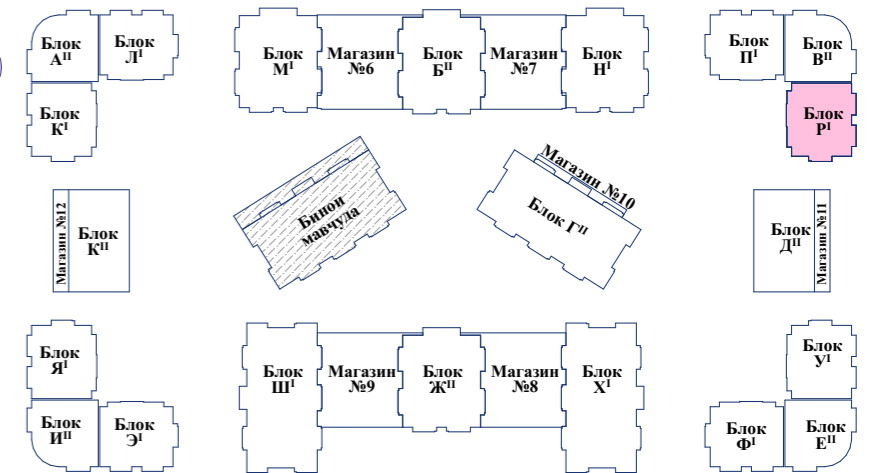 Блок
Aᴵᴵ
Блок
Лᴵ
Блок
Мᴵ
Магазин
№6
Блок
Бᴵᴵ
Магазин
№7
Блок
Нᴵ
Блок
Пᴵ
Блок
Вᴵᴵ
Блок
Кᴵ
Блок
Рᴵ
Бинои
мавчуда
Магазин №10
Блок Гᴵᴵ
Магазин №12
Блок
Кᴵᴵ
Блок
Дᴵᴵ
Магазин №11
Блок
Яᴵ
Блок
Шᴵ
Магазин
№9
Блок
Жᴵᴵ
Магазин
№8
Блок
Хᴵ
Блок
Уᴵ
Блок
Иᴵᴵ
Блок
Эᴵ
Блок
Фᴵ
Блок
Еᴵᴵ